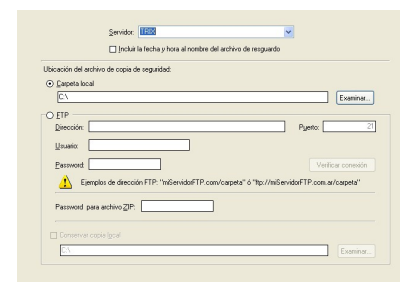 Servidor: TRIX
Incluir la fecha y hora al nombre del archivo de resguardo
Ubicación del archivo de copia de seguridad:
Carpeta local
C:\
Examinar...
FTP
Dirección: Puerto: 21
Usuario:
Password: Verificar conexión
Ejemplos de dirección FTP: "miServidorFTP.com/carpeta" ó "ftp://miServidorFTP.com.ar/carpeta"
Password para archivo ZIP:
Conservar copia local
C:\
Examinar...